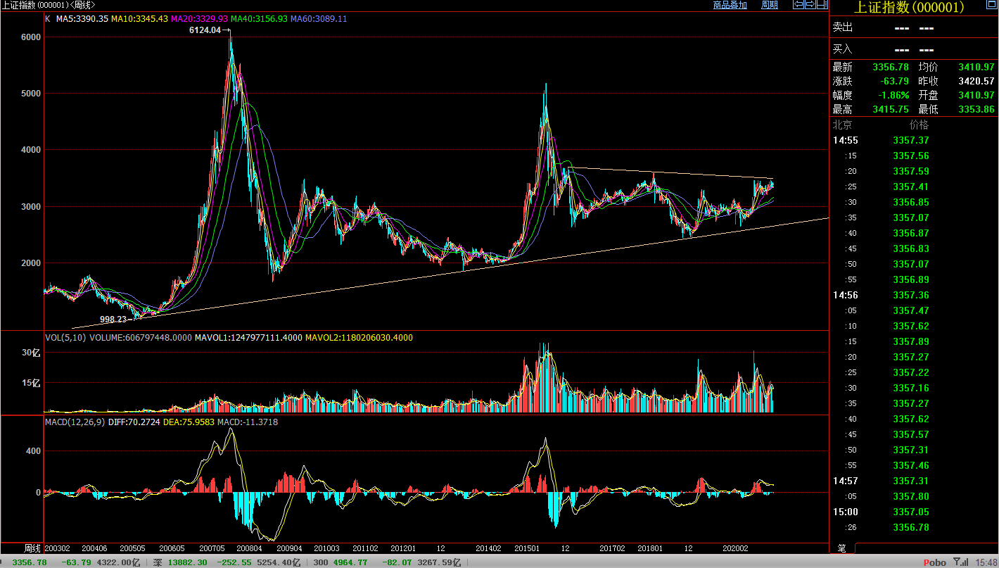 上证指数(000001)<周线> 商品叠加 周期
K MA5:3390.35 MA10:3345.43 MA20:3329.93 MA40:3156.93 MA60:3089.11
6124.04
6000
5000
4000
3000
2000
998.23
VOL(5,10) VOLUME:606797448.0000 MAVOL1:1247977111.4000 MAVOL2:1180206030.4000
30亿
15亿
MACD(12,26,9) DIFF:70.2724 DEA:75.9583 MACD:-11.3718
400
0
周线 200302 200406 200505 200605 200705 200804 200904 201003 201102 201201 12 201402 201501 12 201702 201801 12 202002
上证指数(000001)
卖出 --- ---
买入 --- ---
最新 3356.78 均价 3410.97
涨跌 -63.79 昨收 3420.57
幅度 -1.86% 开盘 3410.97
最高 3415.75 最低 3353.86
北京 价格
14:55 3357.37
:15 3357.56
:20 3357.59
:25 3357.41
:30 3356.85
:35 3357.07
:40 3356.87
:45 3356.83
:50 3357.07
:55 3356.89
14:56 3357.36
:05 3357.47
:10 3357.62
:15 3357.89
:20 3357.27
:25 3357.22
:30 3357.16
:35 3357.27
:40 3357.62
:45 3357.57
:50 3357.31
:55 3357.46
14:57 3357.31
:05 3357.80
15:00 3357.05
:26 3356.78
笔
3356.78 -63.79 4322.00亿 深 13882.30 -252.55 5254.40亿 300 4964.77 -82.07 3267.59亿 Pobo 15:48